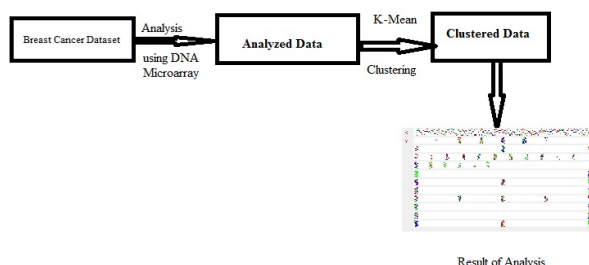 Breast Cancer Dataset
Analysis
using DNA
Microarray
Analyzed Data
K-Mean
Clustering
Clustered Data
Result of Analysis